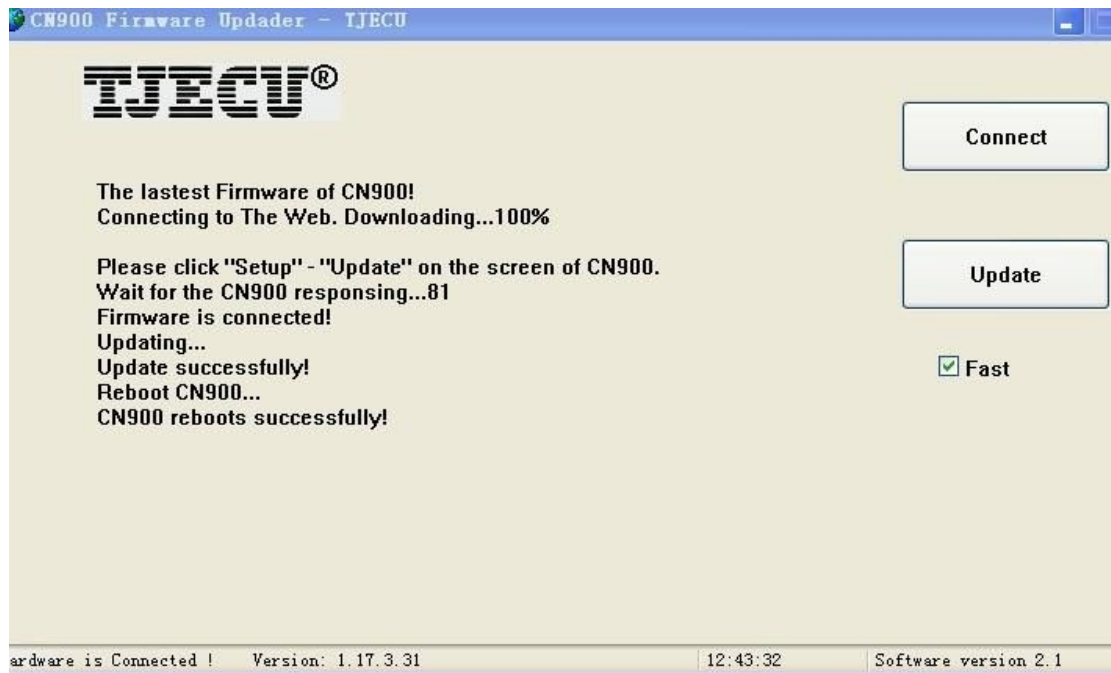 CN900 Firmware Updader - TJECU
TJECU®
Connect
The lastest Firmware of CN900!
Connecting to The Web. Downloading...100%
Please click "Setup" - "Update" on the screen of CN900.
Update
Wait for the CN900 responsing...81
Firmware is connected!
Updating...
Update successfully!
Fast
Reboot CN900...
CN900 reboots successfully!
ardware is Connected ! Version: 1.17.3.31 12:43:32 Software version 2.1